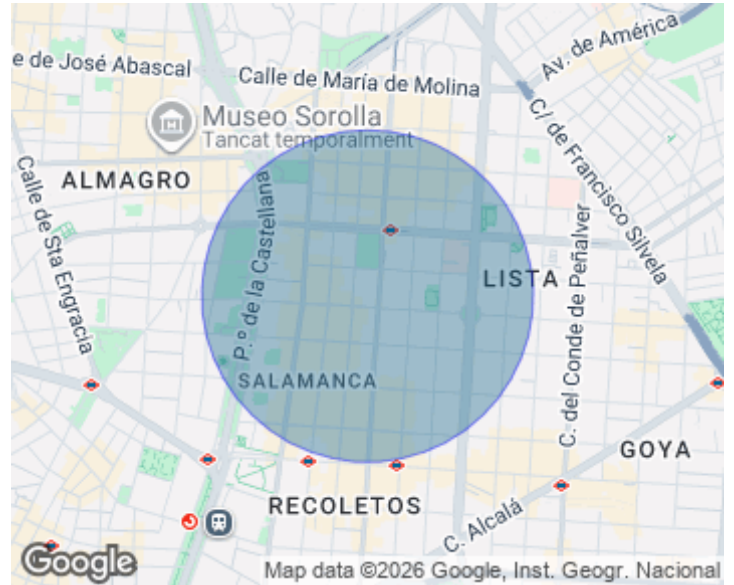 e de José Abascal
Calle de María de Molina
Av. de América
Museo Sorolla
Tancat temporalment
C/ de Francisco Silvela
ALMAGRO
Calle de Sta Engracia
P.º de la Castellana
LISTA
C. del Conde de Peñalver
SALAMANCA
GOYA
RECOLETOS
C. Alcalá
Google
Map data ©2026 Google, Inst. Geogr. Nacional